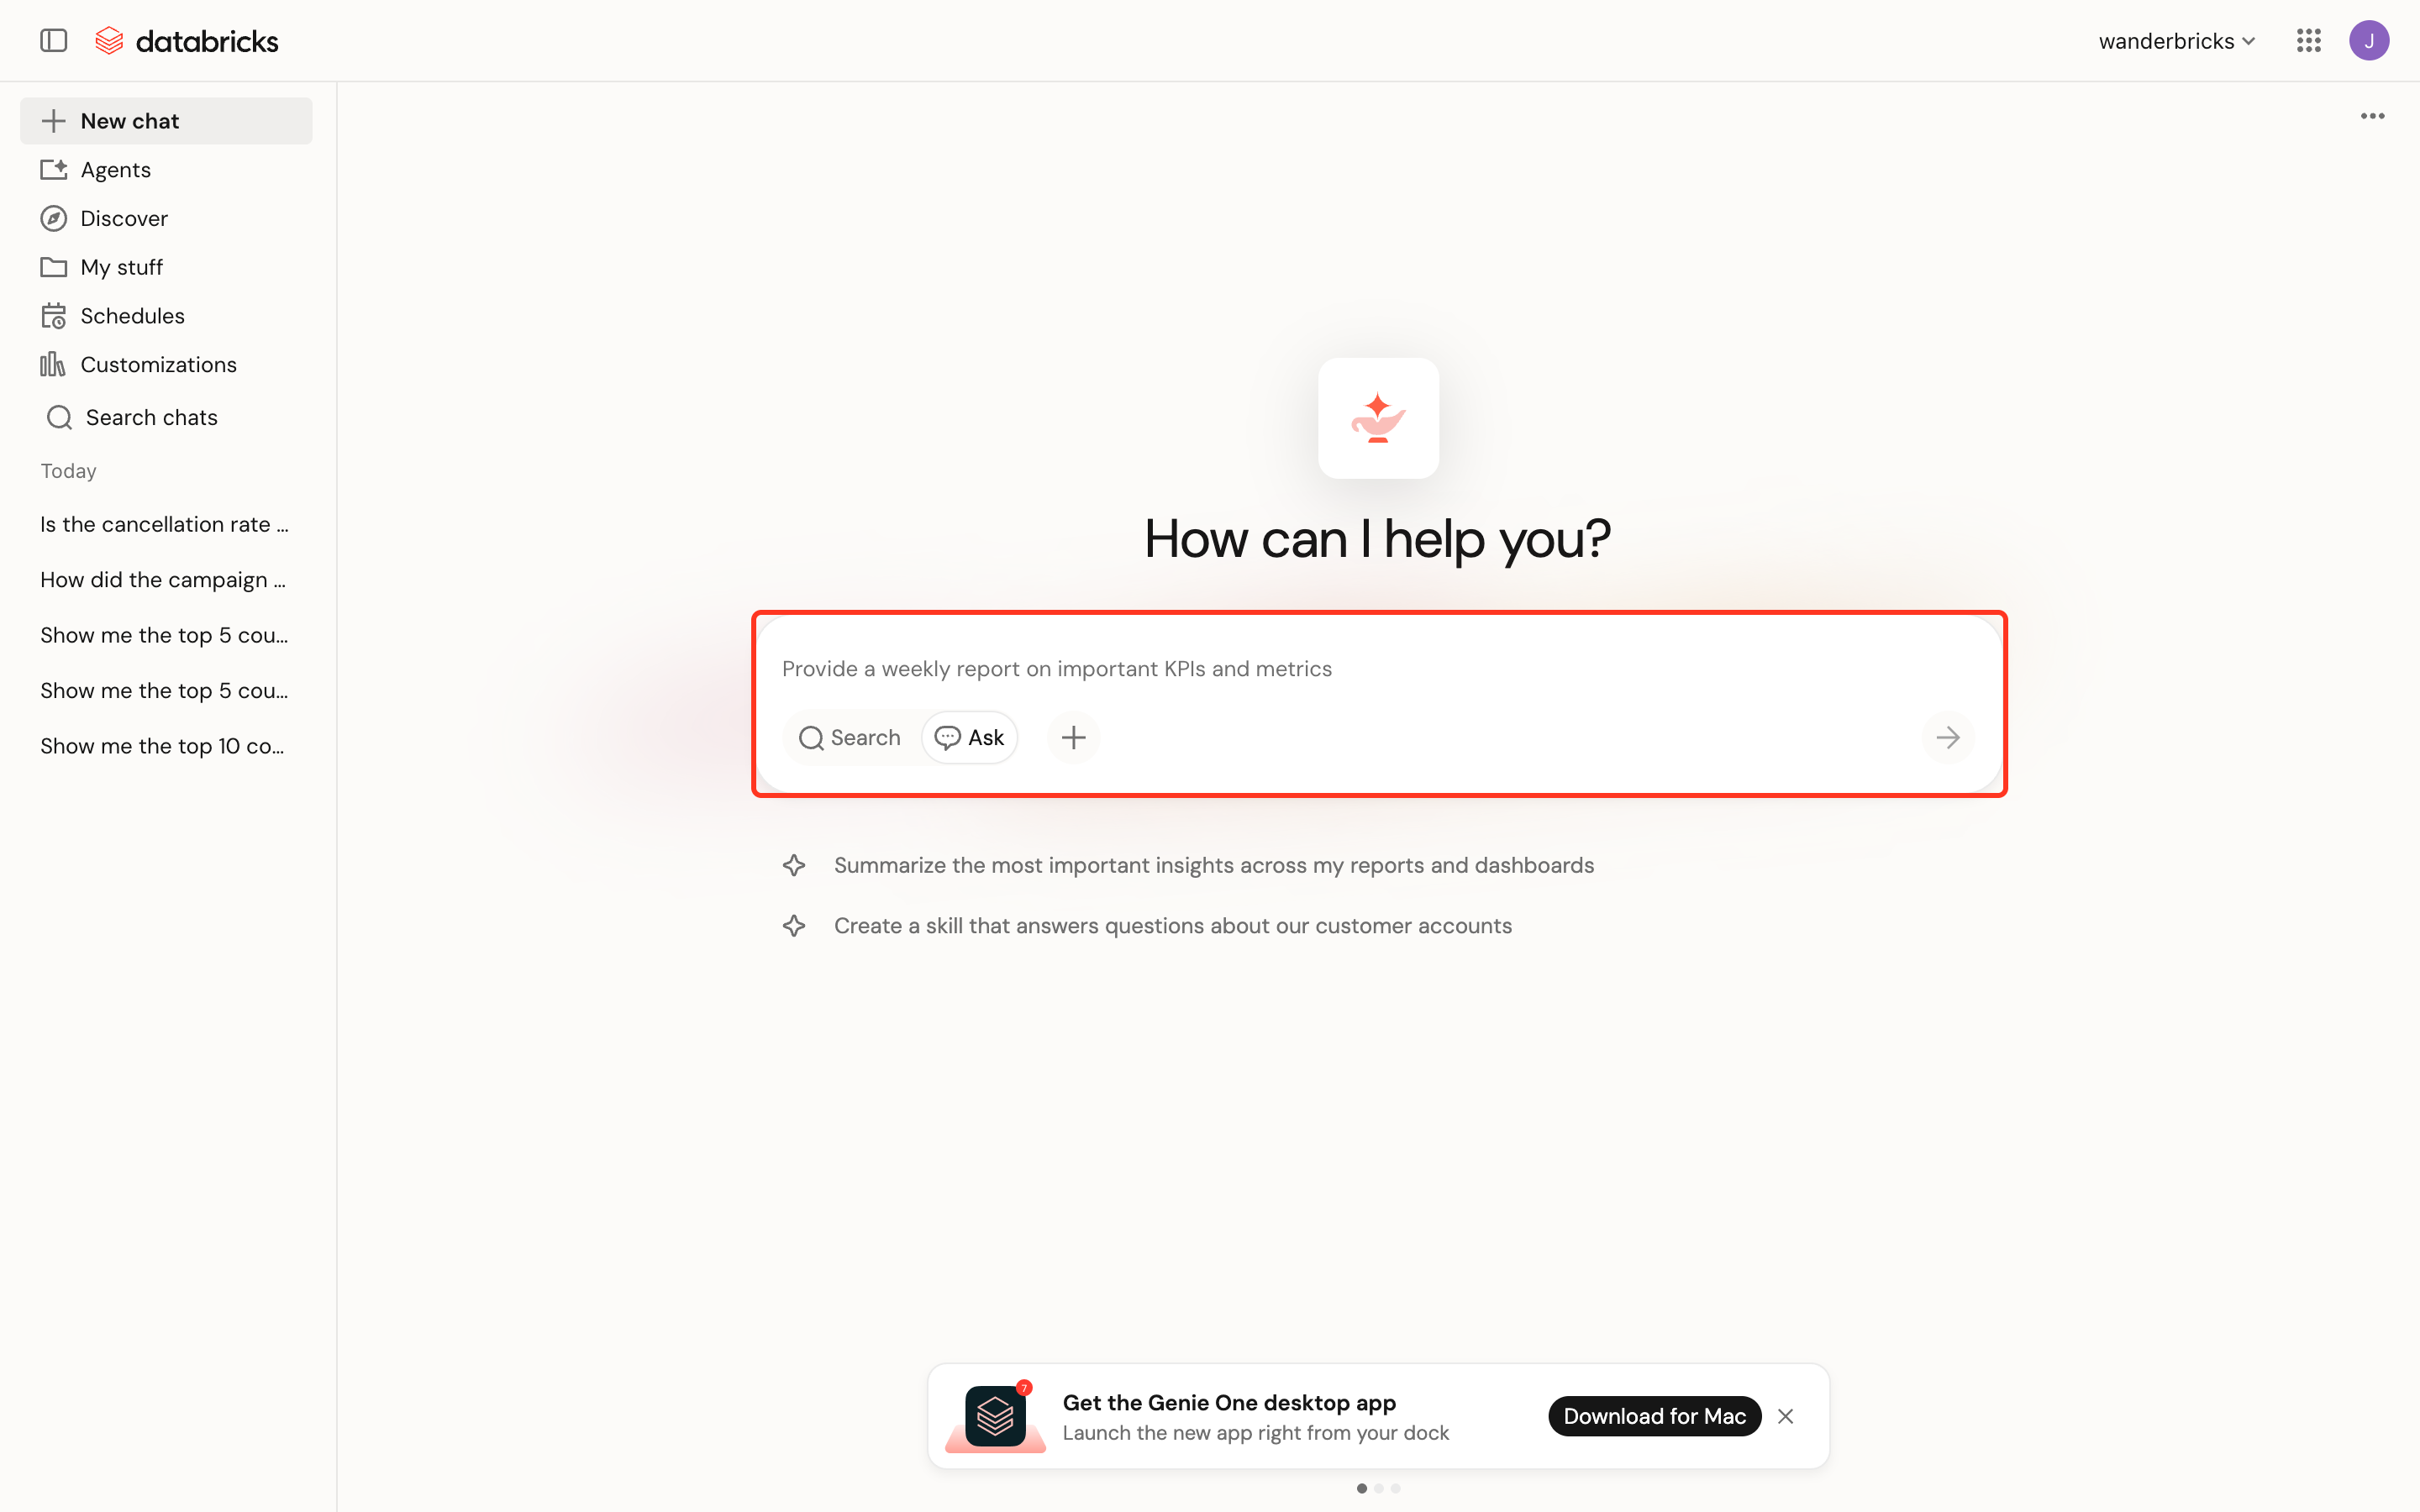 databricks
wanderbricks
J
New chat
Agents
Discover
My stuff
Schedules
Customizations
Search chats
Today
Is the cancellation rate ...
How did the campaign ...
Show me the top 5 cou...
Show me the top 5 cou...
Show me the top 10 co...
How can I help you?
Provide a weekly report on important KPIs and metrics
Search
Ask
Summarize the most important insights across my reports and dashboards
Create a skill that answers questions about our customer accounts
7
Get the Genie One desktop app
Launch the new app right from your dock
Download for Mac